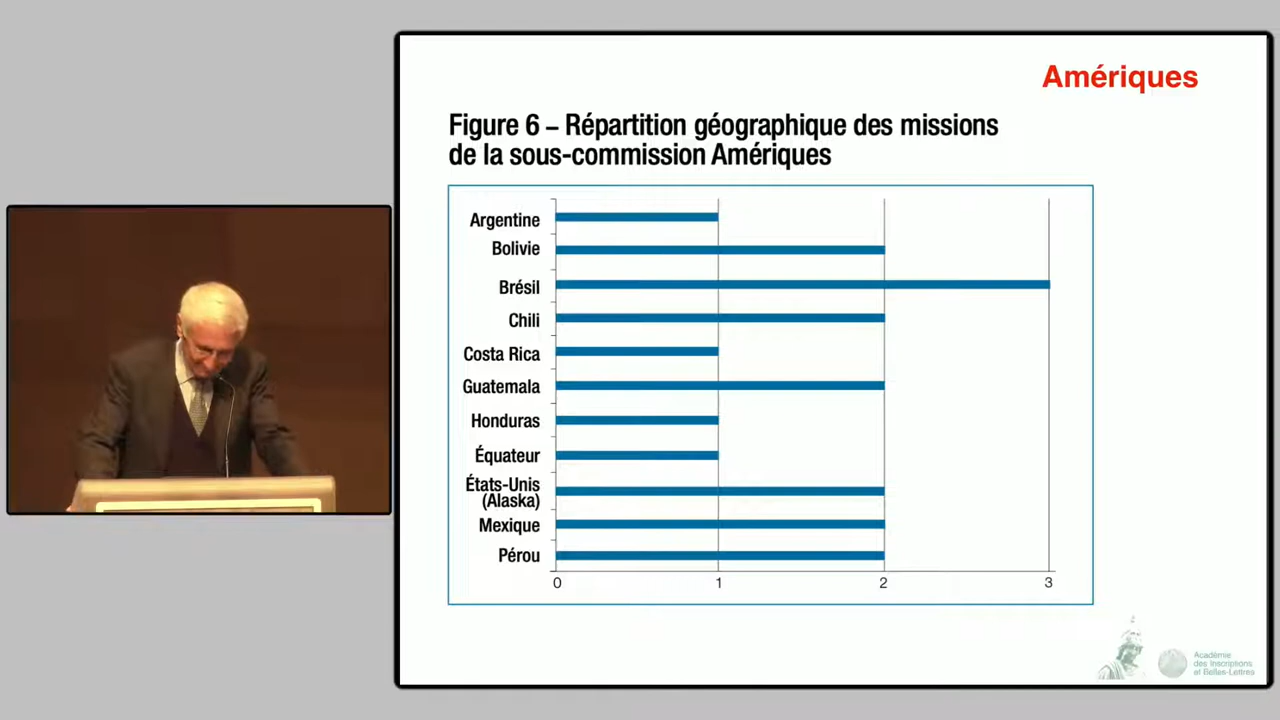 Amériques
Figure 6 – Répartition géographique des missions
de la sous-commission Amériques
Argentine
Bolivie
Brésil
Chili
Costa Rica
Guatemala
Honduras
Équateur
États-Unis
(Alaska)
Mexique
Pérou
0 1 2 3
Académie
des Inscriptions
et Belles-Lettres